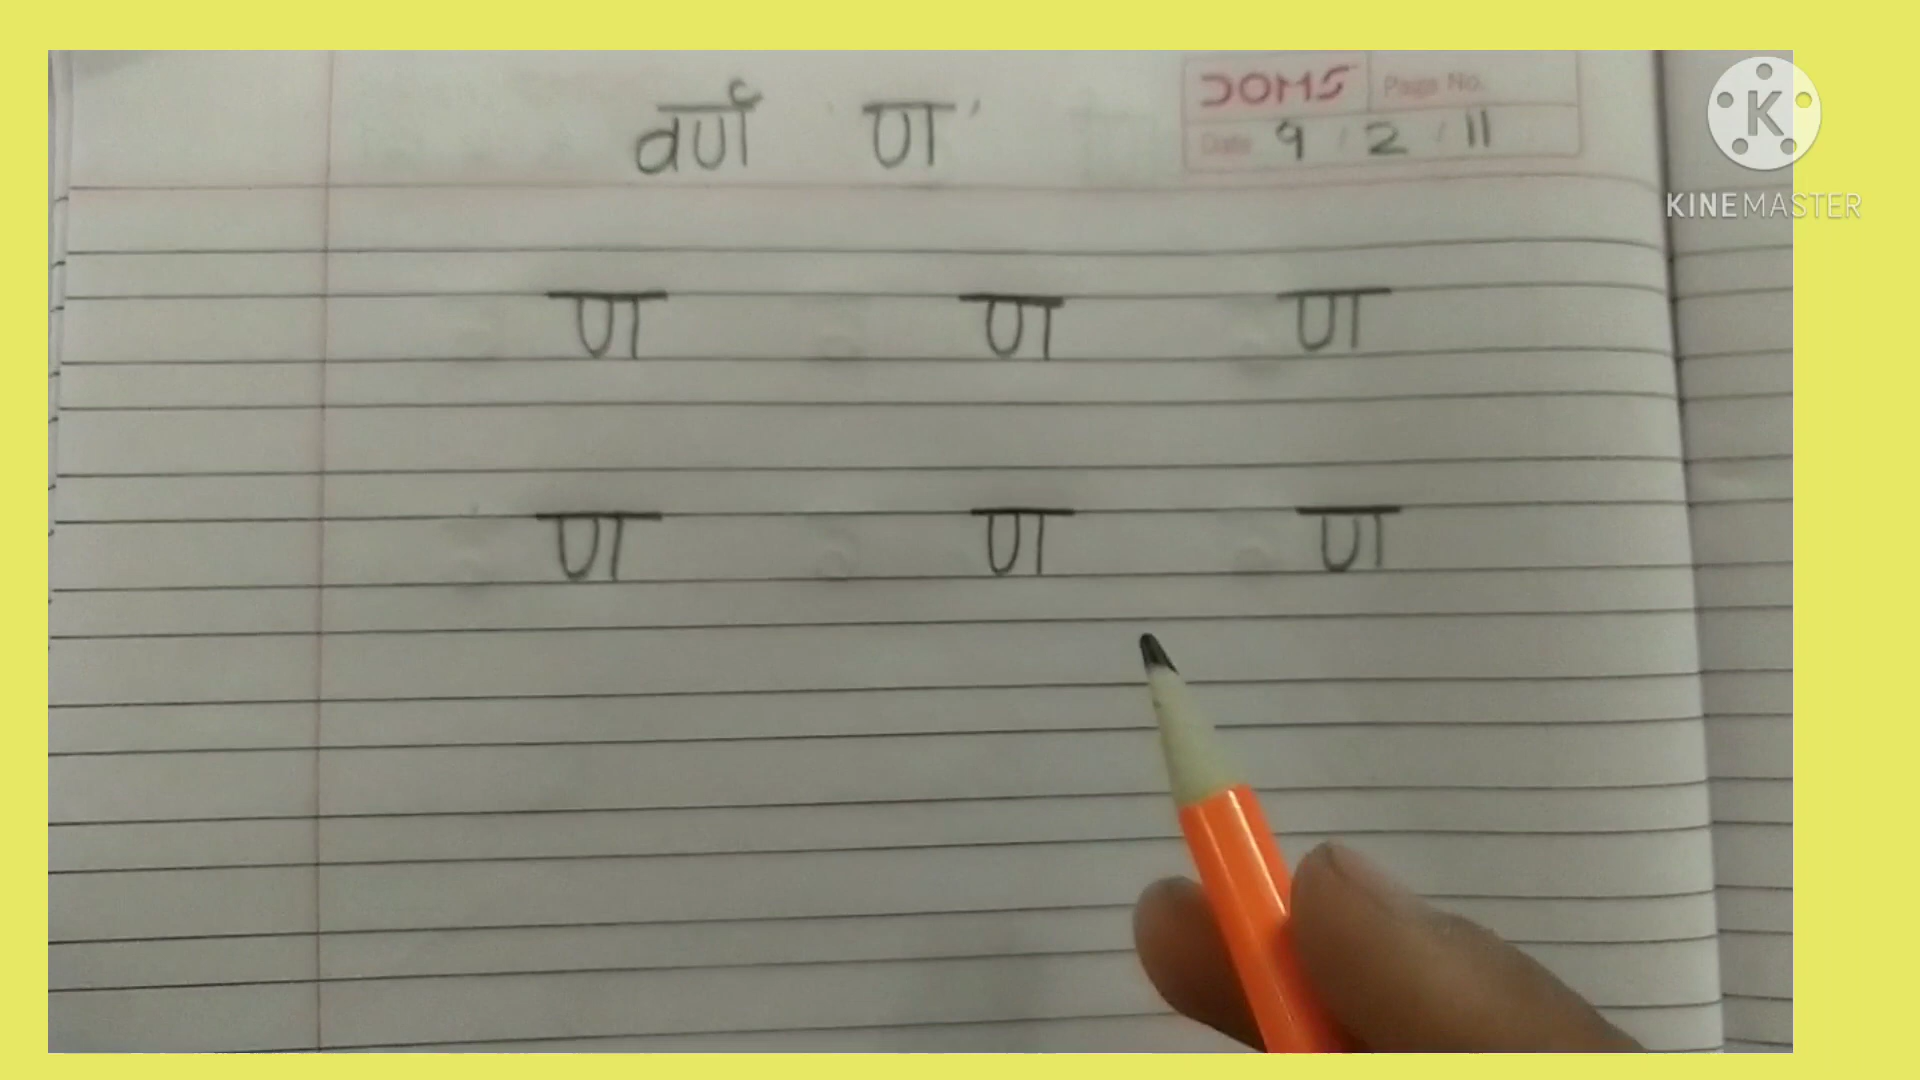 वर्ण 'ण'
DOMS Page No.
Date 9 / 2 / 11
K
KINEMASTER
ण ण ण
ण ण ण